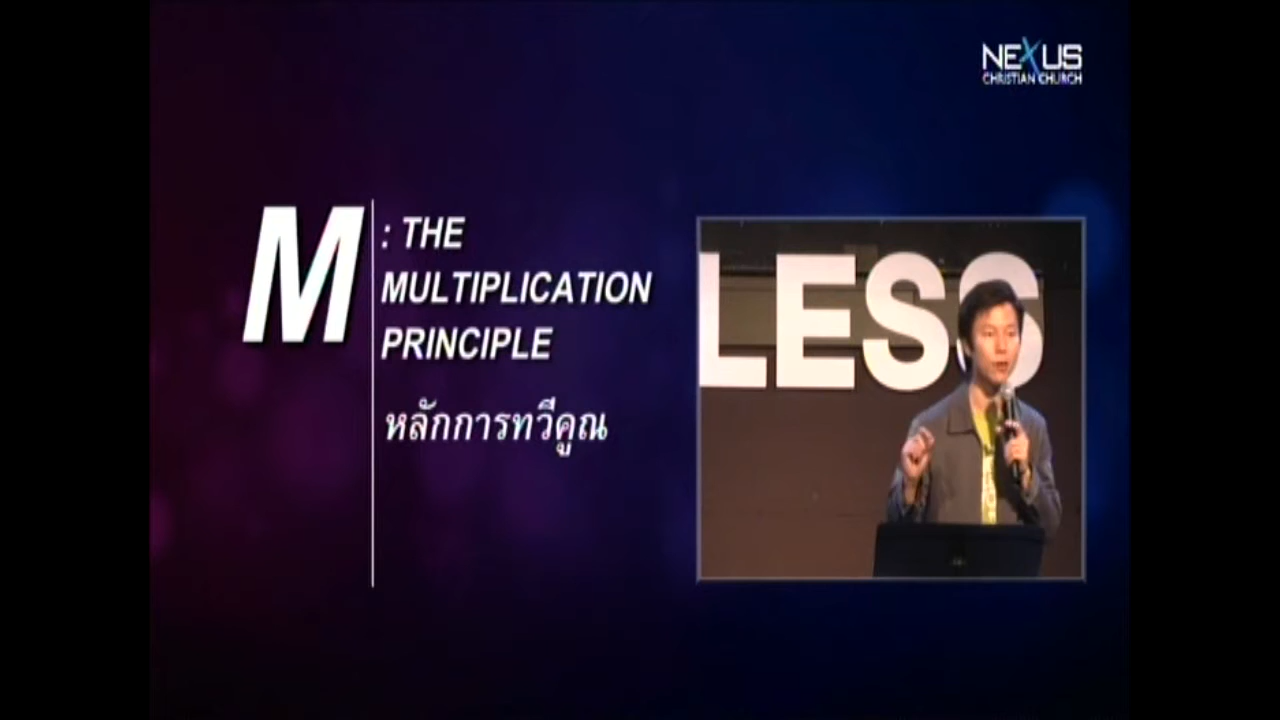 NEXUS
CHRISTIAN CHURCH
M : THE
MULTIPLICATION
PRINCIPLE
หลักการทวีคูณ
LESS